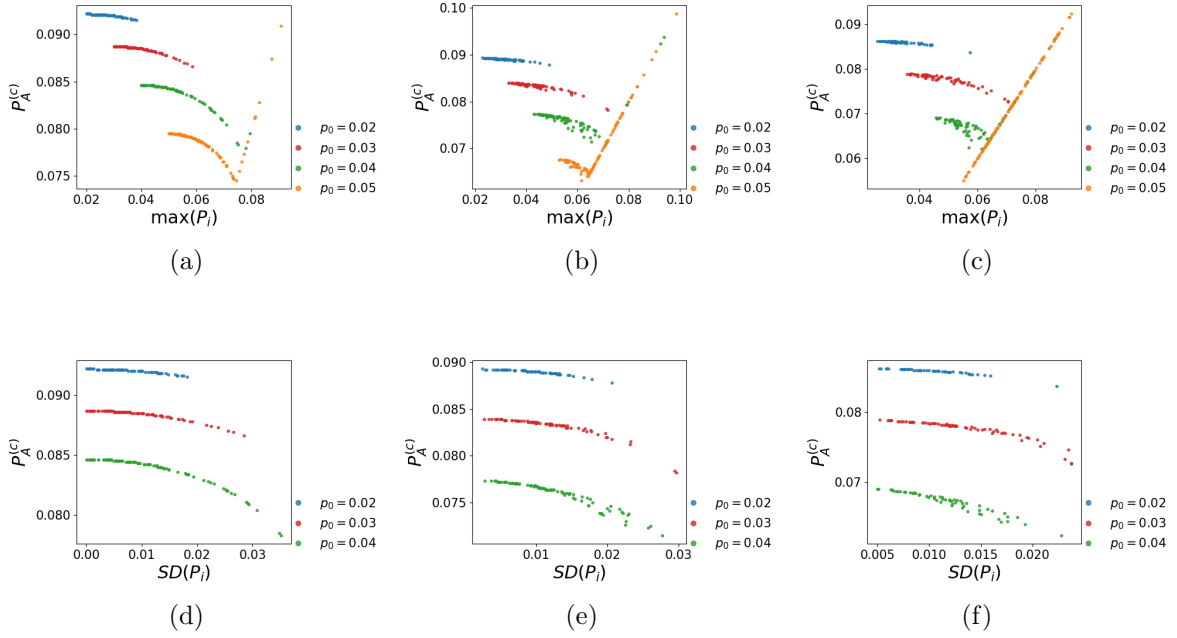 0.090
0.085
0.080
0.075
P_A^{(c)}
0.02 0.04 0.06 0.08
max(P_i)
p_0 = 0.02
p_0 = 0.03
p_0 = 0.04
p_0 = 0.05
(a)
0.10
0.09
0.08
0.07
P_A^{(c)}
0.02 0.04 0.06 0.08 0.10
max(P_i)
p_0 = 0.02
p_0 = 0.03
p_0 = 0.04
p_0 = 0.05
(b)
0.09
0.08
0.07
0.06
P_A^{(c)}
0.04 0.06 0.08
max(P_i)
p_0 = 0.02
p_0 = 0.03
p_0 = 0.04
p_0 = 0.05
(c)
0.090
0.085
0.080
P_A^{(c)}
0.00 0.01 0.02 0.03
SD(P_i)
p_0 = 0.02
p_0 = 0.03
p_0 = 0.04
(d)
0.090
0.085
0.080
0.075
P_A^{(c)}
0.01 0.02 0.03
SD(P_i)
p_0 = 0.02
p_0 = 0.03
p_0 = 0.04
(e)
0.08
0.07
P_A^{(c)}
0.005 0.010 0.015 0.020
SD(P_i)
p_0 = 0.02
p_0 = 0.03
p_0 = 0.04
(f)